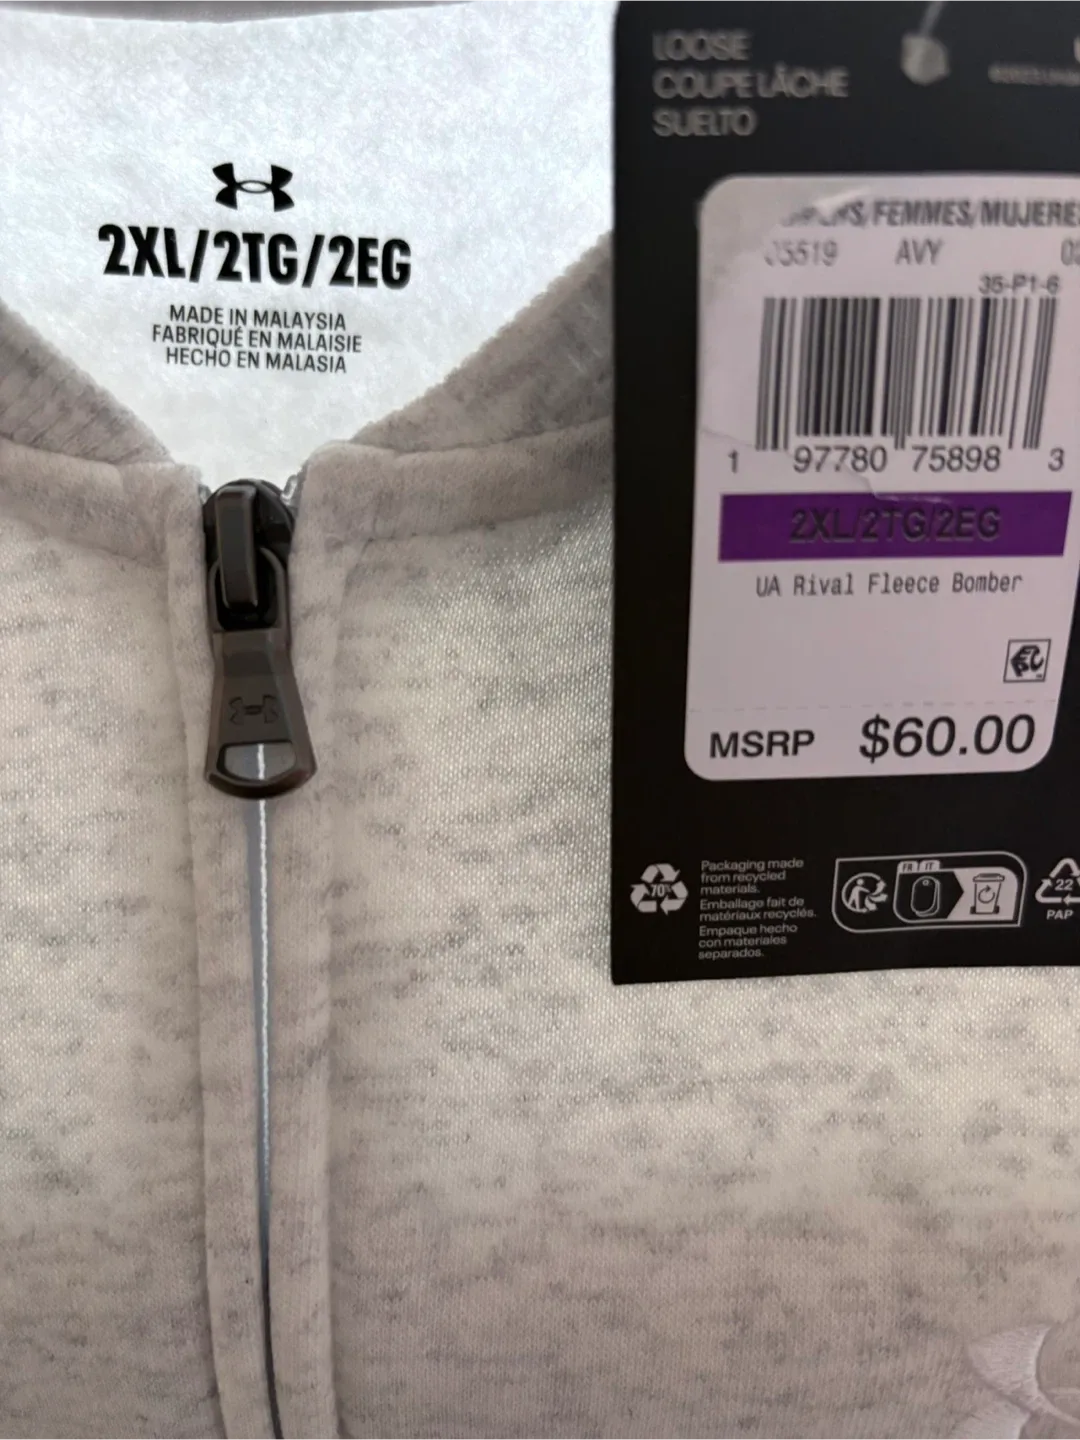 2XL/2TG/2EG
MADE IN MALAYSIA
FABRIQUÉ EN MALAISIE
HECHO EN MALASIA
LOOSE
COUPE LÂCHE
SUELTO
/FEMMES/MUJERE
5519 AVY
35-P1-6
1 97780 75898 3
2XL/2TG/2EG
UA Rival Fleece Bomber
MSRP $60.00
70%
Packaging made
from recycled
materials.
Emballage fait de
matériaux recyclés.
Empaque hecho
con materiales
separados.
FR IT
22
PAP